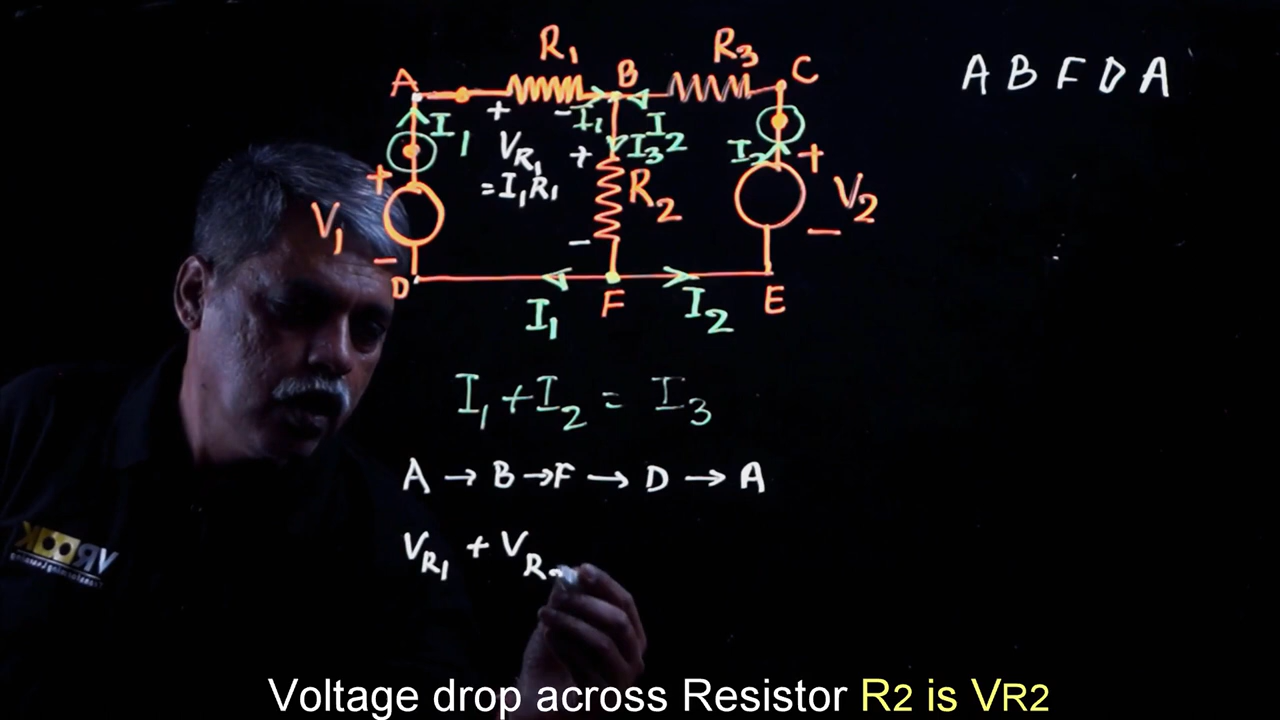 R1 R3
A B C A B F D A
+ - I1 I2
I1 VR1 + I3 I2 +
+ = I1R1 R2 V2
V1 - -
- D F E
I1 I2
I1 + I2 = I3
A → B → F → D → A
VR1 + VR
VROOK
Voltage drop across Resistor R2 is VR2